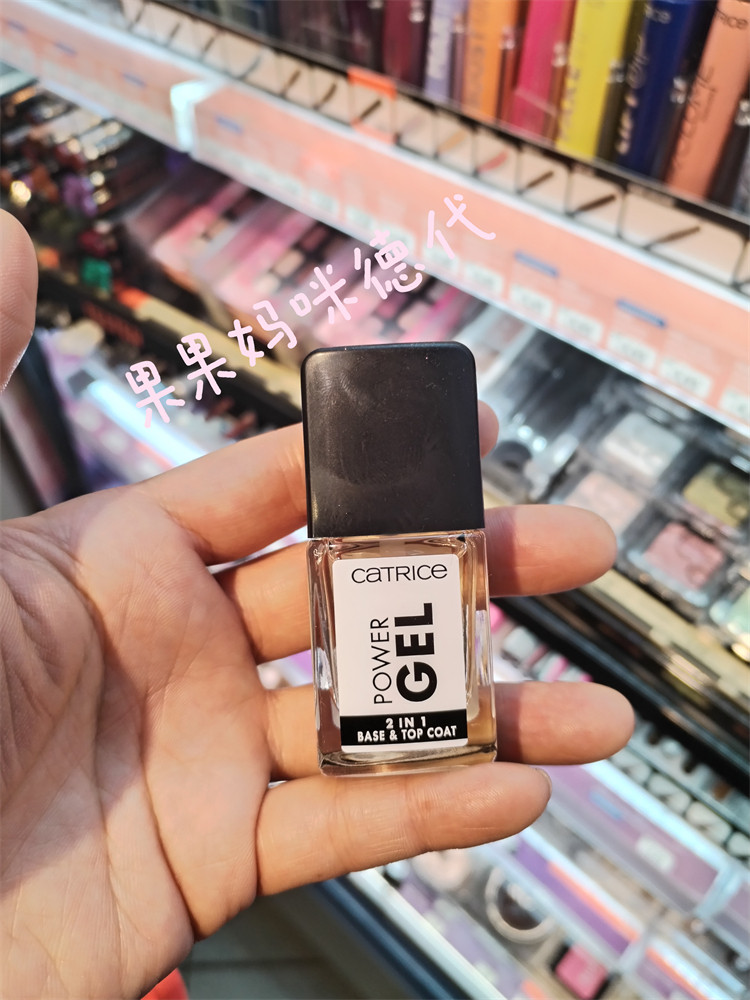 果果妈咪德代
CATRICE
POWER
GEL
2 IN 1
BASE & TOP COAT